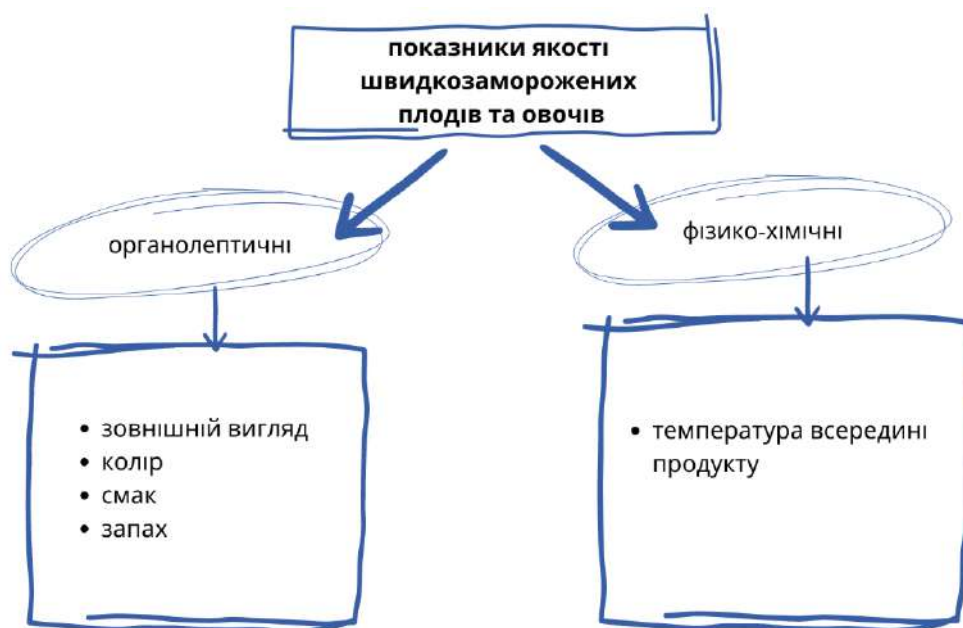 показники якості
швидкозаморожених
плодів та овочів
органолептичні
фізико-хімічні
• зовнішній вигляд
• колір
• смак
• запах
• температура всередині
продукту